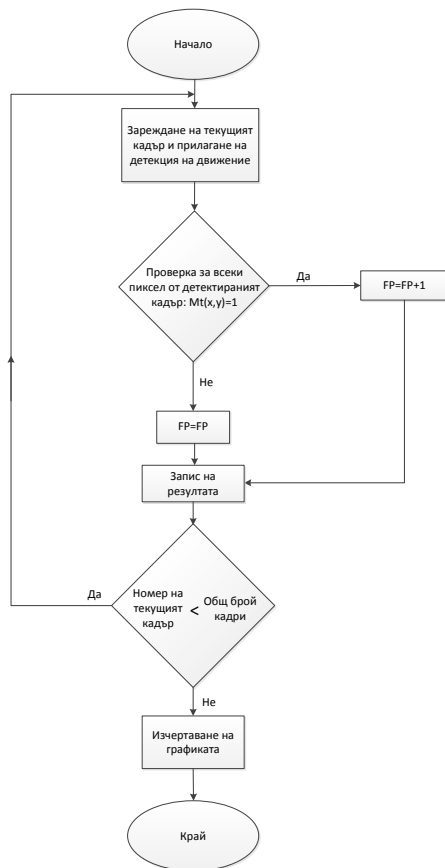 Начало
Зареждане на текущият
кадър и прилагане на
детекция на движение
Проверка за всеки
пиксел от детектираният
кадър: Mt(x,y)=1
Да
FP=FP+1
Не
FP=FP
Запис на
резултата
Да
Номер на
текущият
кадър
<
Общ брой
кадри
Не
Изчертаване на
графиката
Край